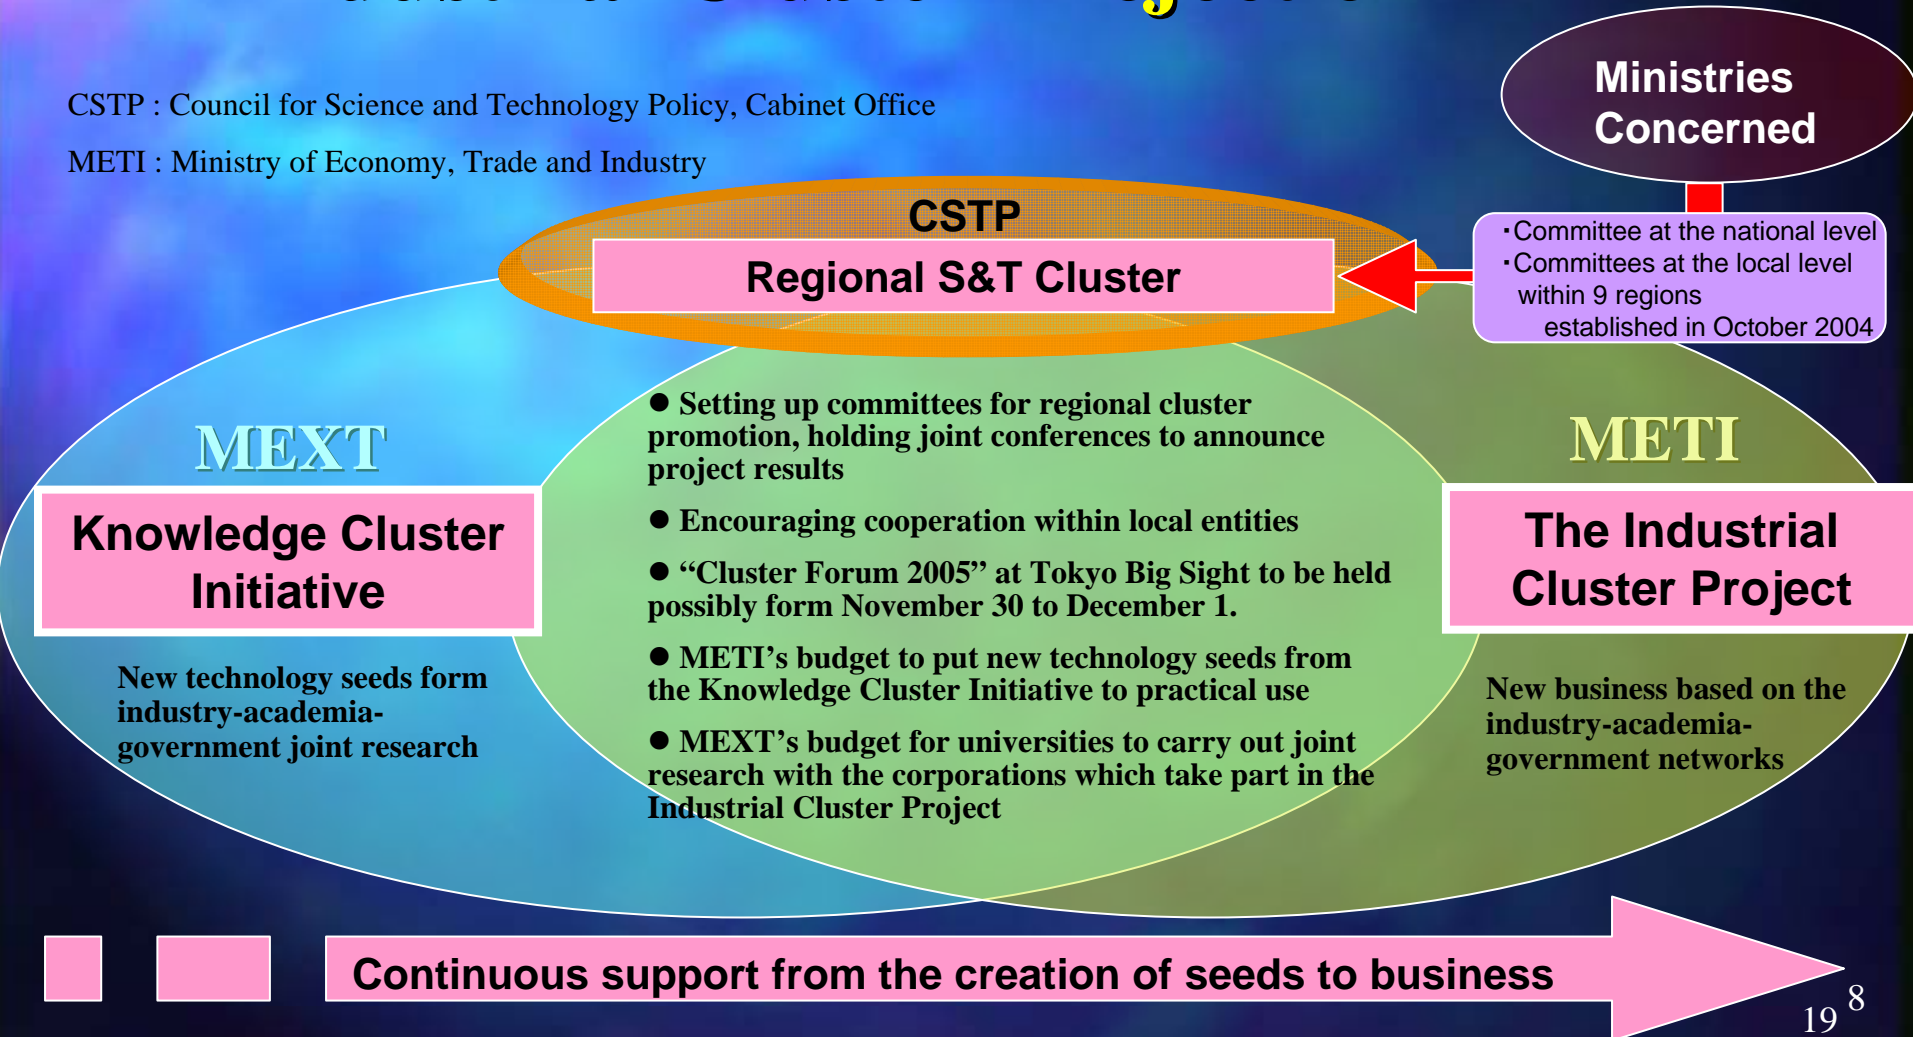 CSTP : Council for Science and Technology Policy, Cabinet Office
METI : Ministry of Economy, Trade and Industry
Ministries
Concerned
CSTP
Regional S&T Cluster
・Committee at the national level
・Committees at the local level
within 9 regions
established in October 2004
MEXT
Knowledge Cluster
Initiative
New technology seeds form
industry-academia-
government joint research
● Setting up committees for regional cluster
promotion, holding joint conferences to announce
project results
● Encouraging cooperation within local entities
● “Cluster Forum 2005” at Tokyo Big Sight to be held
possibly form November 30 to December 1.
● METI’s budget to put new technology seeds from
the Knowledge Cluster Initiative to practical use
● MEXT’s budget for universities to carry out joint
research with the corporations which take part in the
Industrial Cluster Project
METI
The Industrial
Cluster Project
New business based on the
industry-academia-
government networks
Continuous support from the creation of seeds to business
8
19